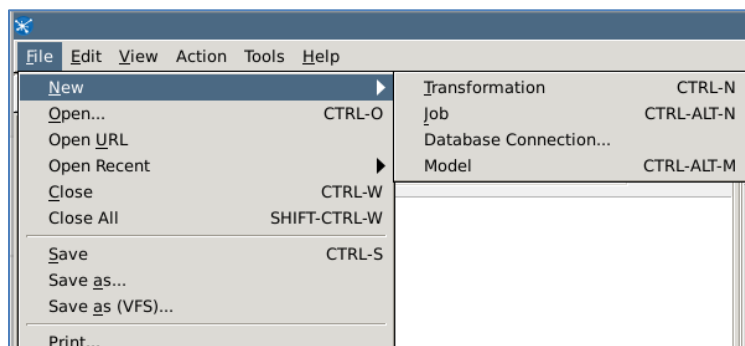 File Edit View Action Tools Help
New
Open... CTRL-O
Open URL
Open Recent
Close CTRL-W
Close All SHIFT-CTRL-W
Save CTRL-S
Save as...
Save as (VFS)...
Print...
Transformation CTRL-N
Job CTRL-ALT-N
Database Connection...
Model CTRL-ALT-M